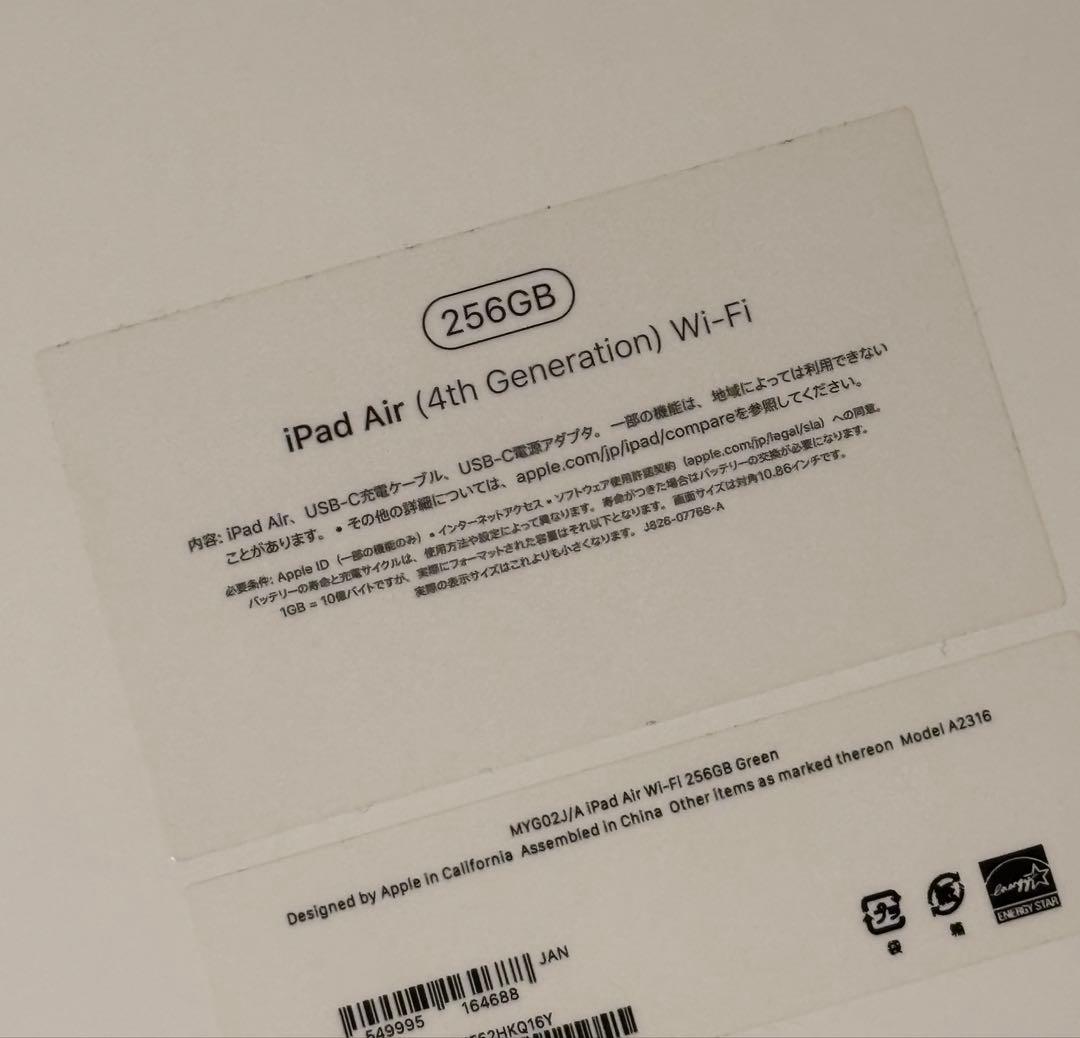 256GB
iPad Air (4th Generation) Wi-Fi
内容: iPad Air、USB-C充電ケーブル、USB-C電源アダプタ。一部の機能は、地域によっては利用できない
ことがあります。• その他の詳細については、apple.com/jp/ipad/compareを参照してください。
必要条件: Apple ID（一部の機能のみ）• インターネットアクセス • ソフトウェア使用許諾契約（apple.com/jp/legal/sla）への同意。
バッテリーの寿命と充電サイクルは、使用方法や設定によって異なります。寿命がつきた場合はバッテリーの交換が必要になります。
1GB = 10億バイトですが、実際にフォーマットされた容量はそれ以下となります。画面サイズは対角10.86インチです。
実際の表示サイズはこれよりも小さくなります。J826-07768-A
MYG02J/A iPad Air Wi-Fi 256GB Green
Designed by Apple in California Assembled in China Other items as marked thereon Model A2316
プラ
袋
紙
箱
energy
ENERGY STAR
JAN
549995 164688